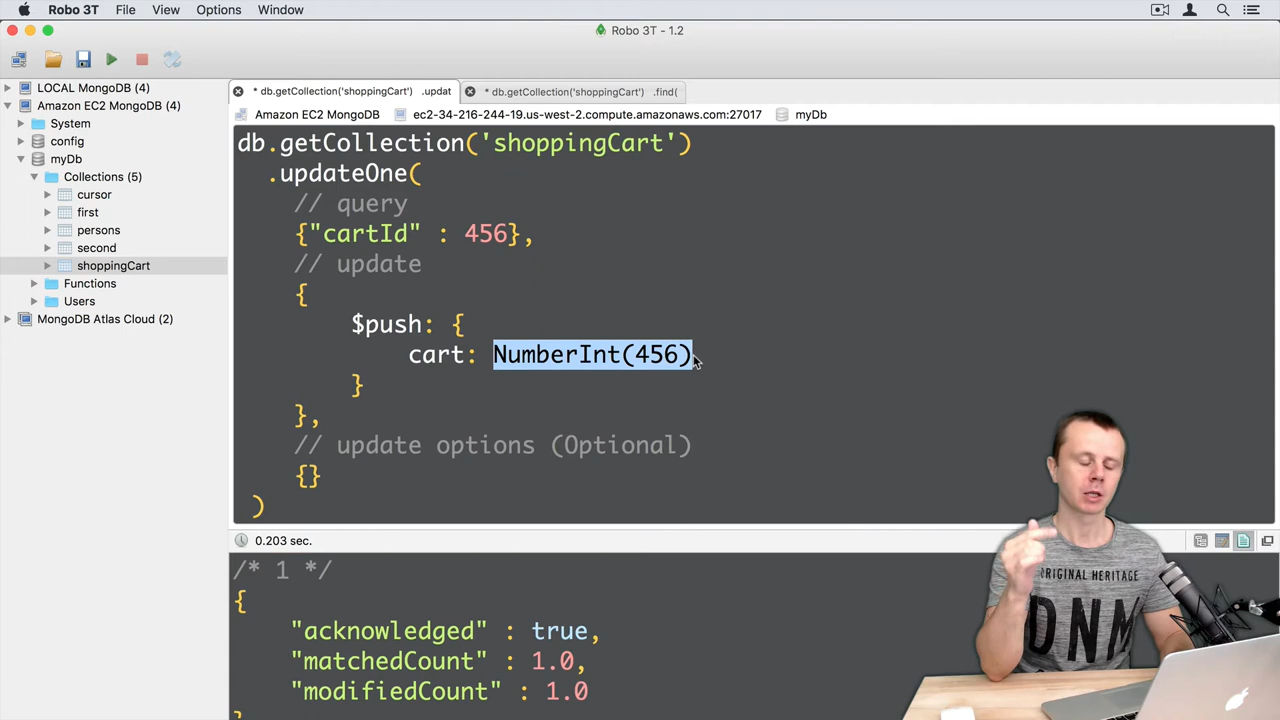 Robo 3T File View Options Window
Robo 3T - 1.2
LOCAL MongoDB (4)
Amazon EC2 MongoDB (4)
System
config
myDb
Collections (5)
cursor
first
persons
second
shoppingCart
Functions
Users
MongoDB Atlas Cloud (2)
* db.getCollection('shoppingCart') .updat
* db.getCollection('shoppingCart') .find(
Amazon EC2 MongoDB ec2-34-216-244-19.us-west-2.compute.amazonaws.com:27017 myDb
db.getCollection('shoppingCart')
.updateOne(
// query
{"cartId" : 456},
// update
{
$push: {
cart: NumberInt(456)
}
},
// update options (Optional)
{}
)
0.203 sec.
/* 1 */
{
"acknowledged" : true,
"matchedCount" : 1.0,
"modifiedCount" : 1.0
}
ORIGINAL HERITAGE
DNM